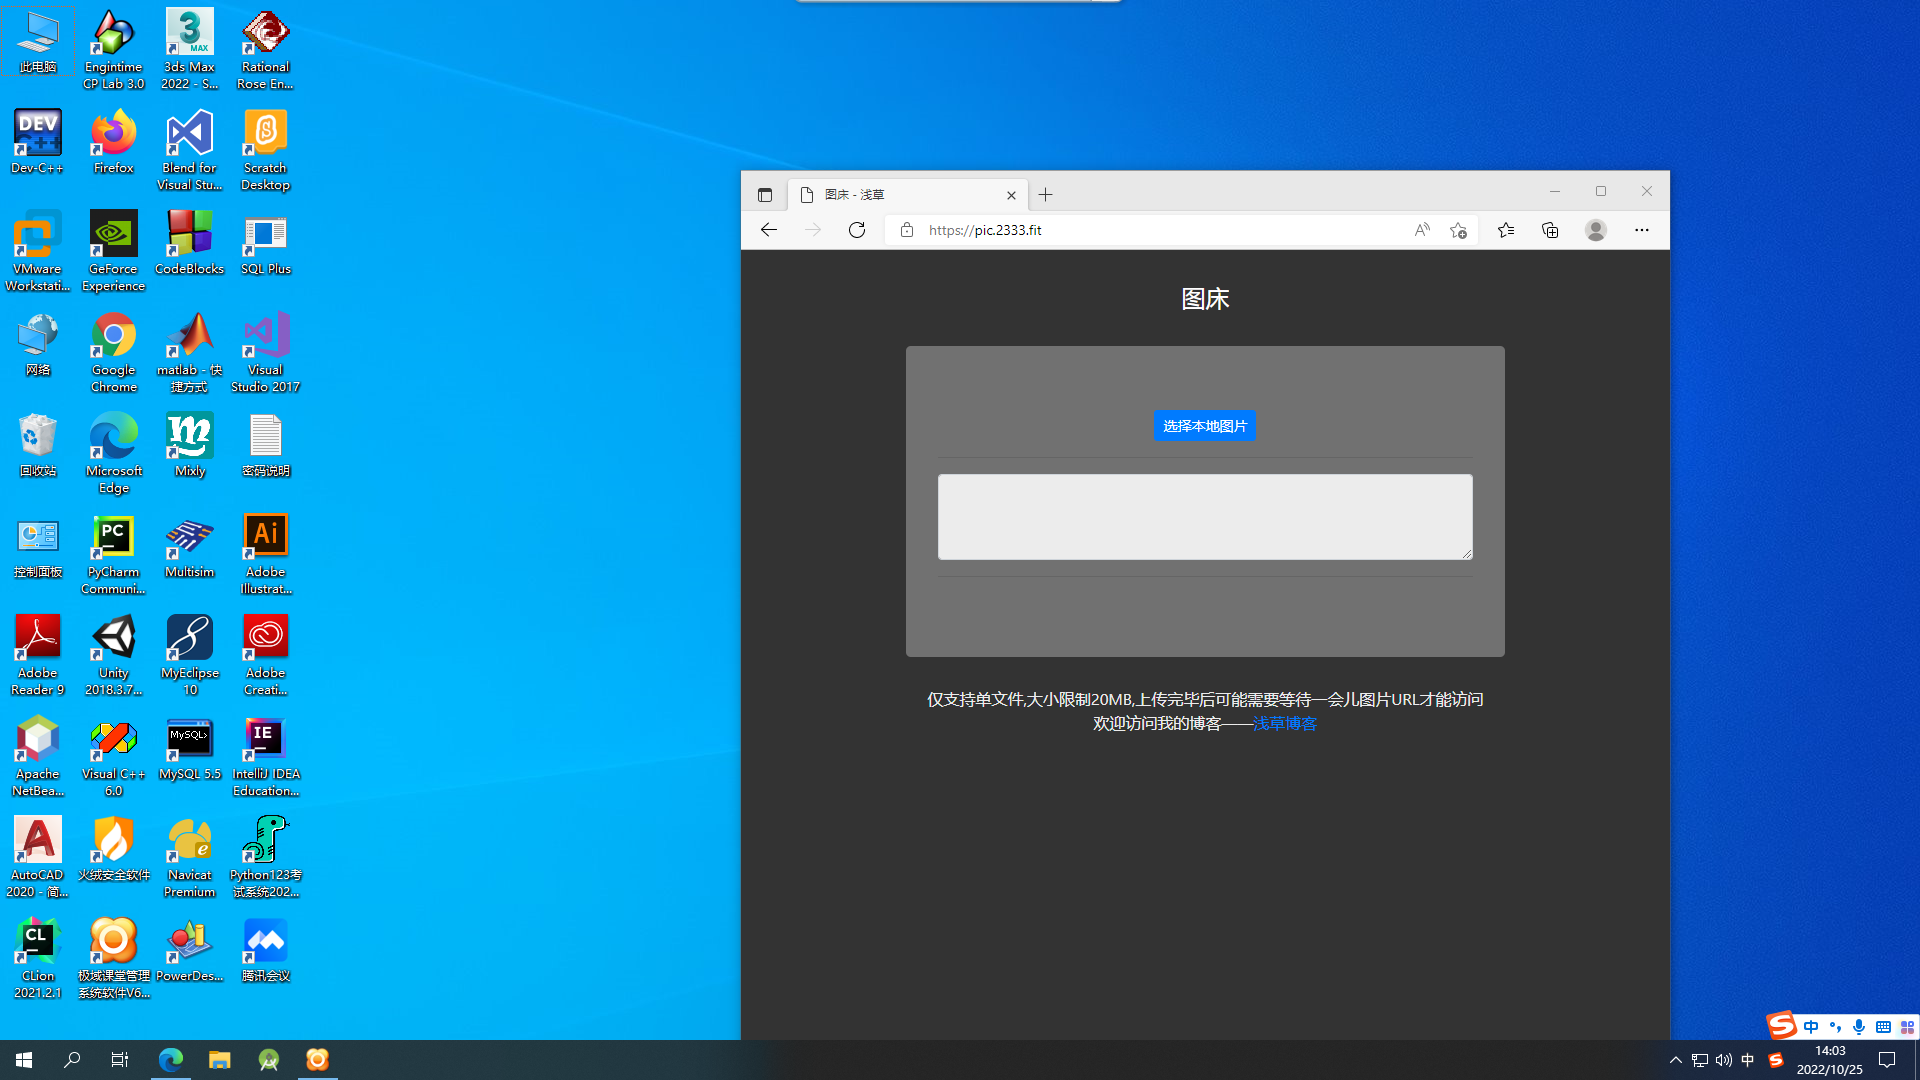 此电脑
Engintime
CP Lab 3.0
3ds Max
2022 - S...
Rational
Rose En...
Dev-C++
Firefox
Blend for
Visual Stu...
Scratch
Desktop
VMware
Workstati...
GeForce
Experience
CodeBlocks
SQL Plus
网络
Google
Chrome
matlab - 快
捷方式
Visual
Studio 2017
回收站
Microsoft
Edge
Mixly
密码说明
控制面板
PyCharm
Communi...
Multisim
Adobe
Illustrat...
Adobe
Reader 9
Unity
2018.3.7...
MyEclipse
10
Adobe
Creati...
Apache
NetBea...
Visual C++
6.0
MySQL 5.5
IntelliJ IDEA
Education...
AutoCAD
2020 - 简...
火绒安全软件
Navicat
Premium
Python123考
试系统202...
CLion
2021.2.1
极域课堂管理
系统软件V6...
PowerDes...
腾讯会议
图床 - 浅草
https://pic.2333.fit
图床
选择本地图片
仅支持单文件,大小限制20MB,上传完毕后可能需要等待一会儿图片URL才能访问
欢迎访问我的博客——浅草博客
中
中
14:03
2022/10/25